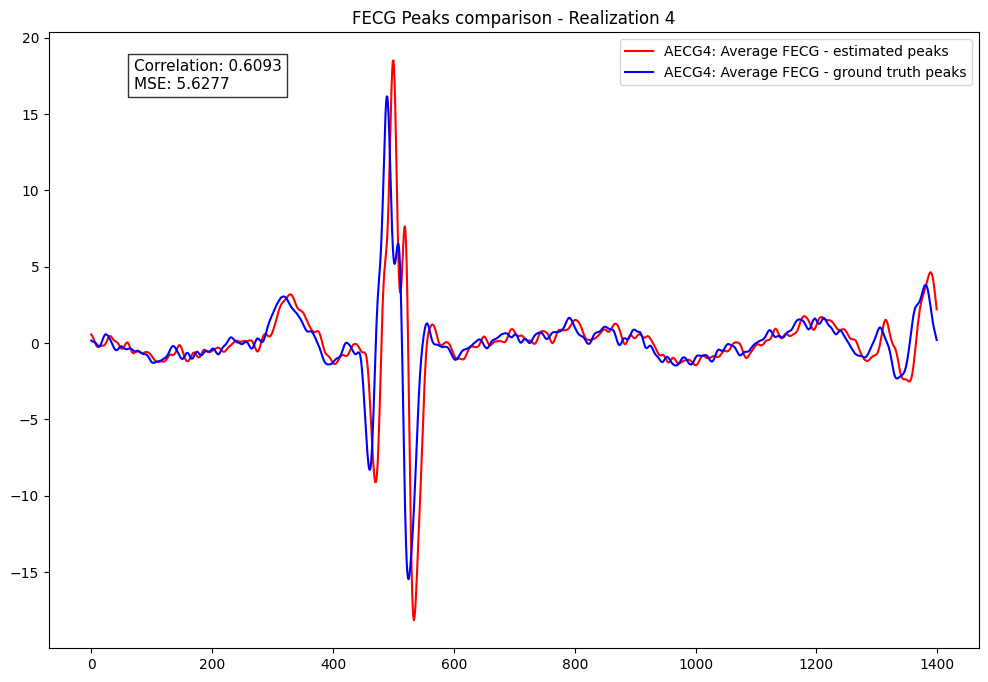 FECG Peaks comparison - Realization 4
Correlation: 0.6093
MSE: 5.6277
AECG4: Average FECG - estimated peaks
AECG4: Average FECG - ground truth peaks
20
15
10
5
0
−5
−10
−15
0 200 400 600 800 1000 1200 1400